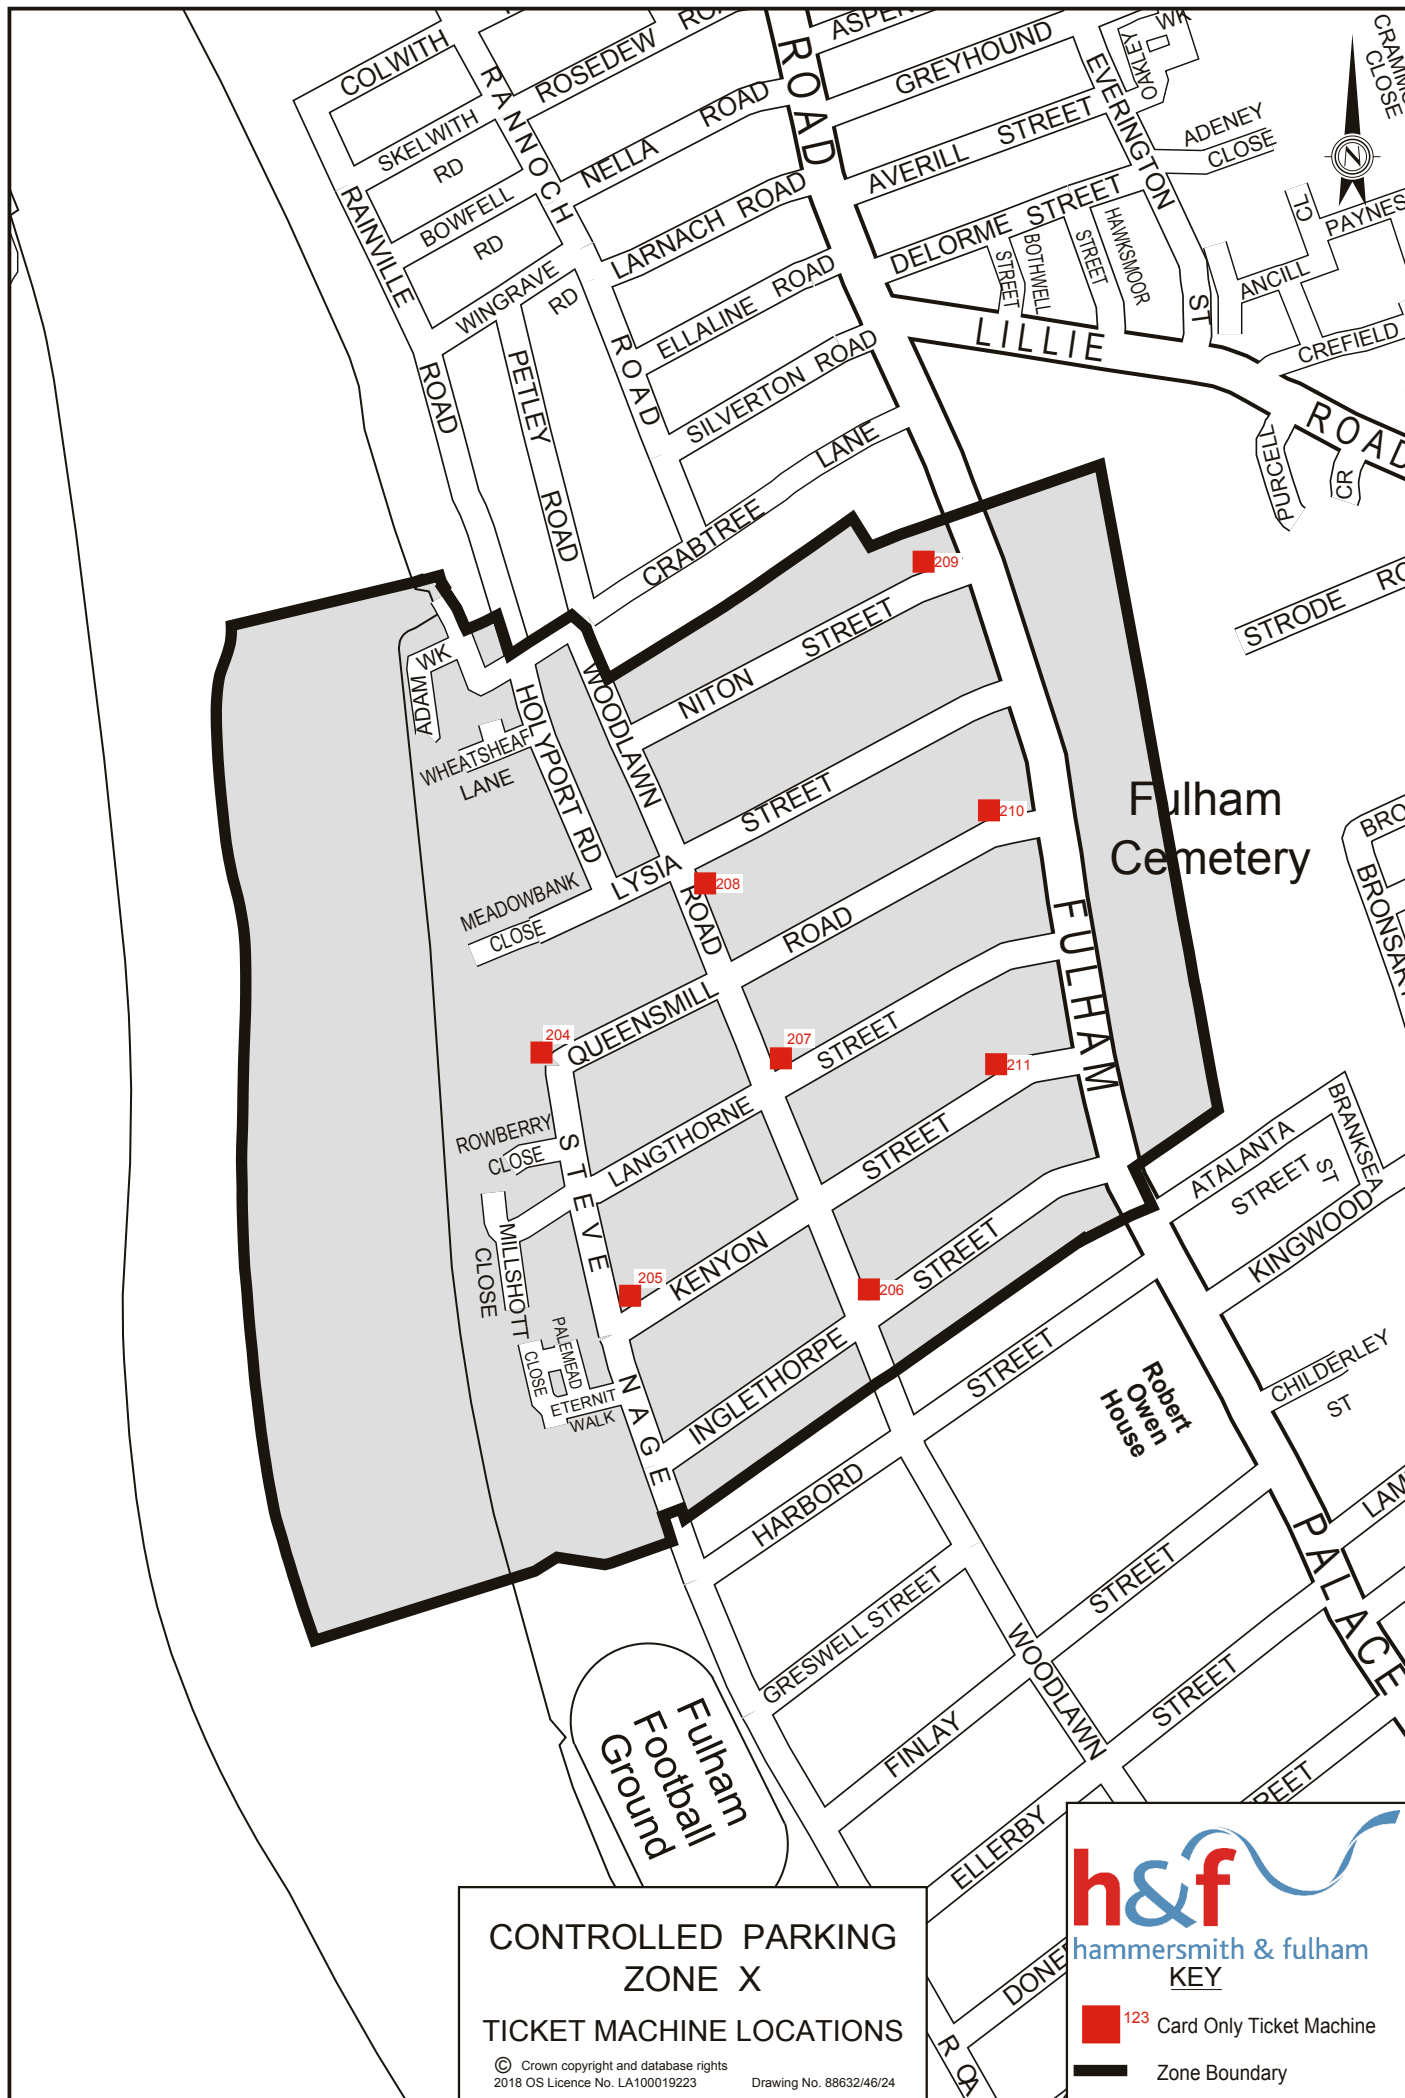 COLWITH
RANNOCH
ROSEDEW
ROAD
ASPEN
GREYHOUND
OAKLEY
WK
CLOSE
SKELWITH
RD
NELLA ROAD
AVERILL STREET
EVERINGTON
ST
ADENEY
CLOSE
N
RAINVILLE
ROAD
BOWFELL
RD
LARNACH ROAD
DELORME STREET
BOTHWELL
STREET
HAWKSMOOR
STREET
CL
PAYNES
WINGRAVE
RD
ELLALINE ROAD
ANCILL
PETLEY
ROAD
ROAD
SILVERTON ROAD
LILLIE
ROAD
CREFIELD
CRABTREE LANE
PURCELL
CR
STRODE
209
NITON STREET
ADAM WK
WHEATSHEAF
LANE
HOLYPORT RD
WOODLAWN
ROAD
LYSIA STREET
210
Fulham
Cemetery
208
MEADOWBANK
CLOSE
QUEENSMILL ROAD
FULHAM
BRONSART
204
207
211
LANGTHORNE STREET
ROWBERRY
CLOSE
STEVENAGE
KENYON STREET
ATALANTA
STREET
BRANKSEA
ST
KINGWOOD
MILLSHOTT
CLOSE
205
206
PALEMEAD
CLOSE
ETERNIT
WALK
INGLETHORPE STREET
HARBORD STREET
Robert
Owen
House
CHILDERLEY
ST
PALACE
GRESWELL STREET
WOODLAWN
FINLAY STREET
ELLERBY STREET
Fulham
Football
Ground
h&f
hammersmith & fulham
KEY
123 Card Only Ticket Machine
Zone Boundary
CONTROLLED PARKING
ZONE X
TICKET MACHINE LOCATIONS
© Crown copyright and database rights
2018 OS Licence No. LA100019223
Drawing No. 88632/46/24